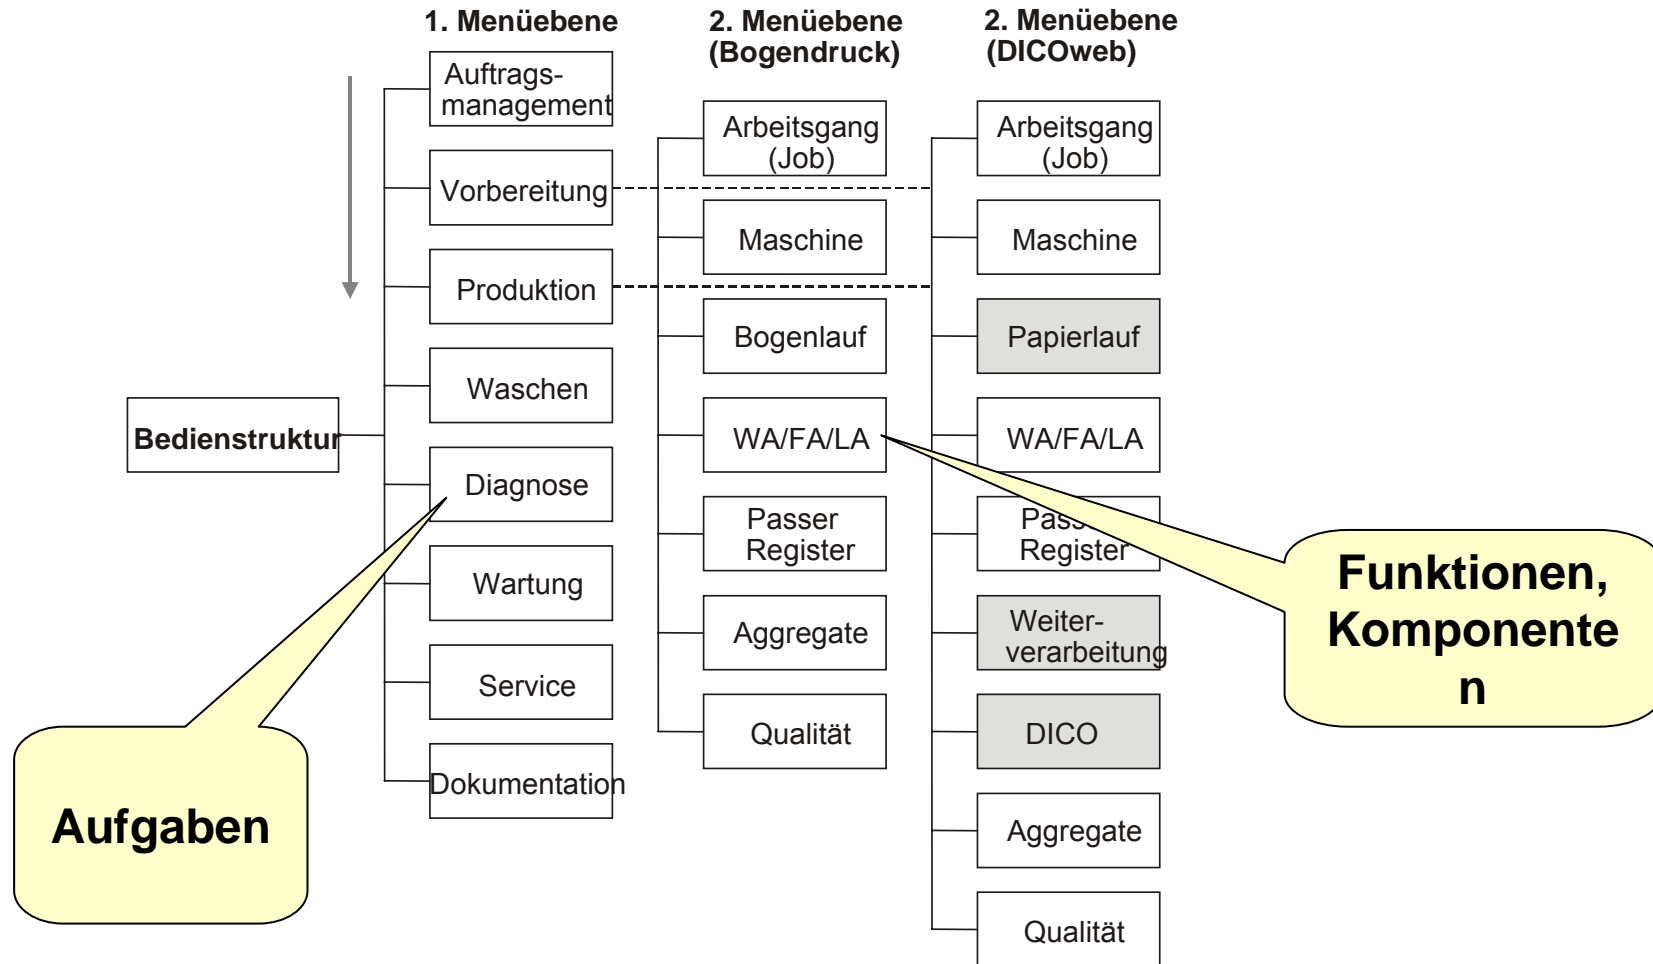 1. Menüebene
2. Menüebene
(Bogendruck)
2. Menüebene
(DICOweb)
Bedienstruktur
Auftrags-
management
Vorbereitung
Produktion
Waschen
Diagnose
Wartung
Service
Dokumentation
Arbeitsgang
(Job)
Maschine
Bogenlauf
WA/FA/LA
Passer
Register
Aggregate
Qualität
Arbeitsgang
(Job)
Maschine
Papierlauf
WA/FA/LA
Passer
Register
Weiter-
verarbeitung
DICO
Aggregate
Qualität
Aufgaben
Funktionen,
Komponente
n